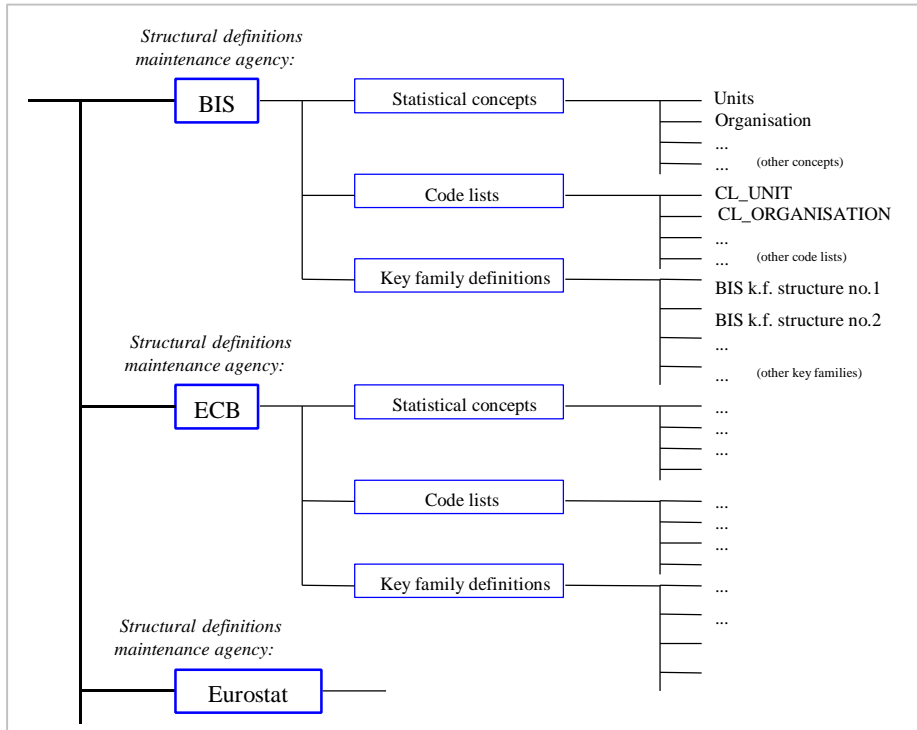 Structural definitions
maintenance agency:
BIS
Statistical concepts
Units
Organisation
...
... (other concepts)
Code lists
CL_UNIT
CL_ORGANISATION
...
... (other code lists)
Key family definitions
BIS k.f. structure no.1
BIS k.f. structure no.2
...
... (other key families)
Structural definitions
maintenance agency:
ECB
Statistical concepts
...
...
...
Code lists
...
...
...
Key family definitions
...
...
Structural definitions
maintenance agency:
Eurostat